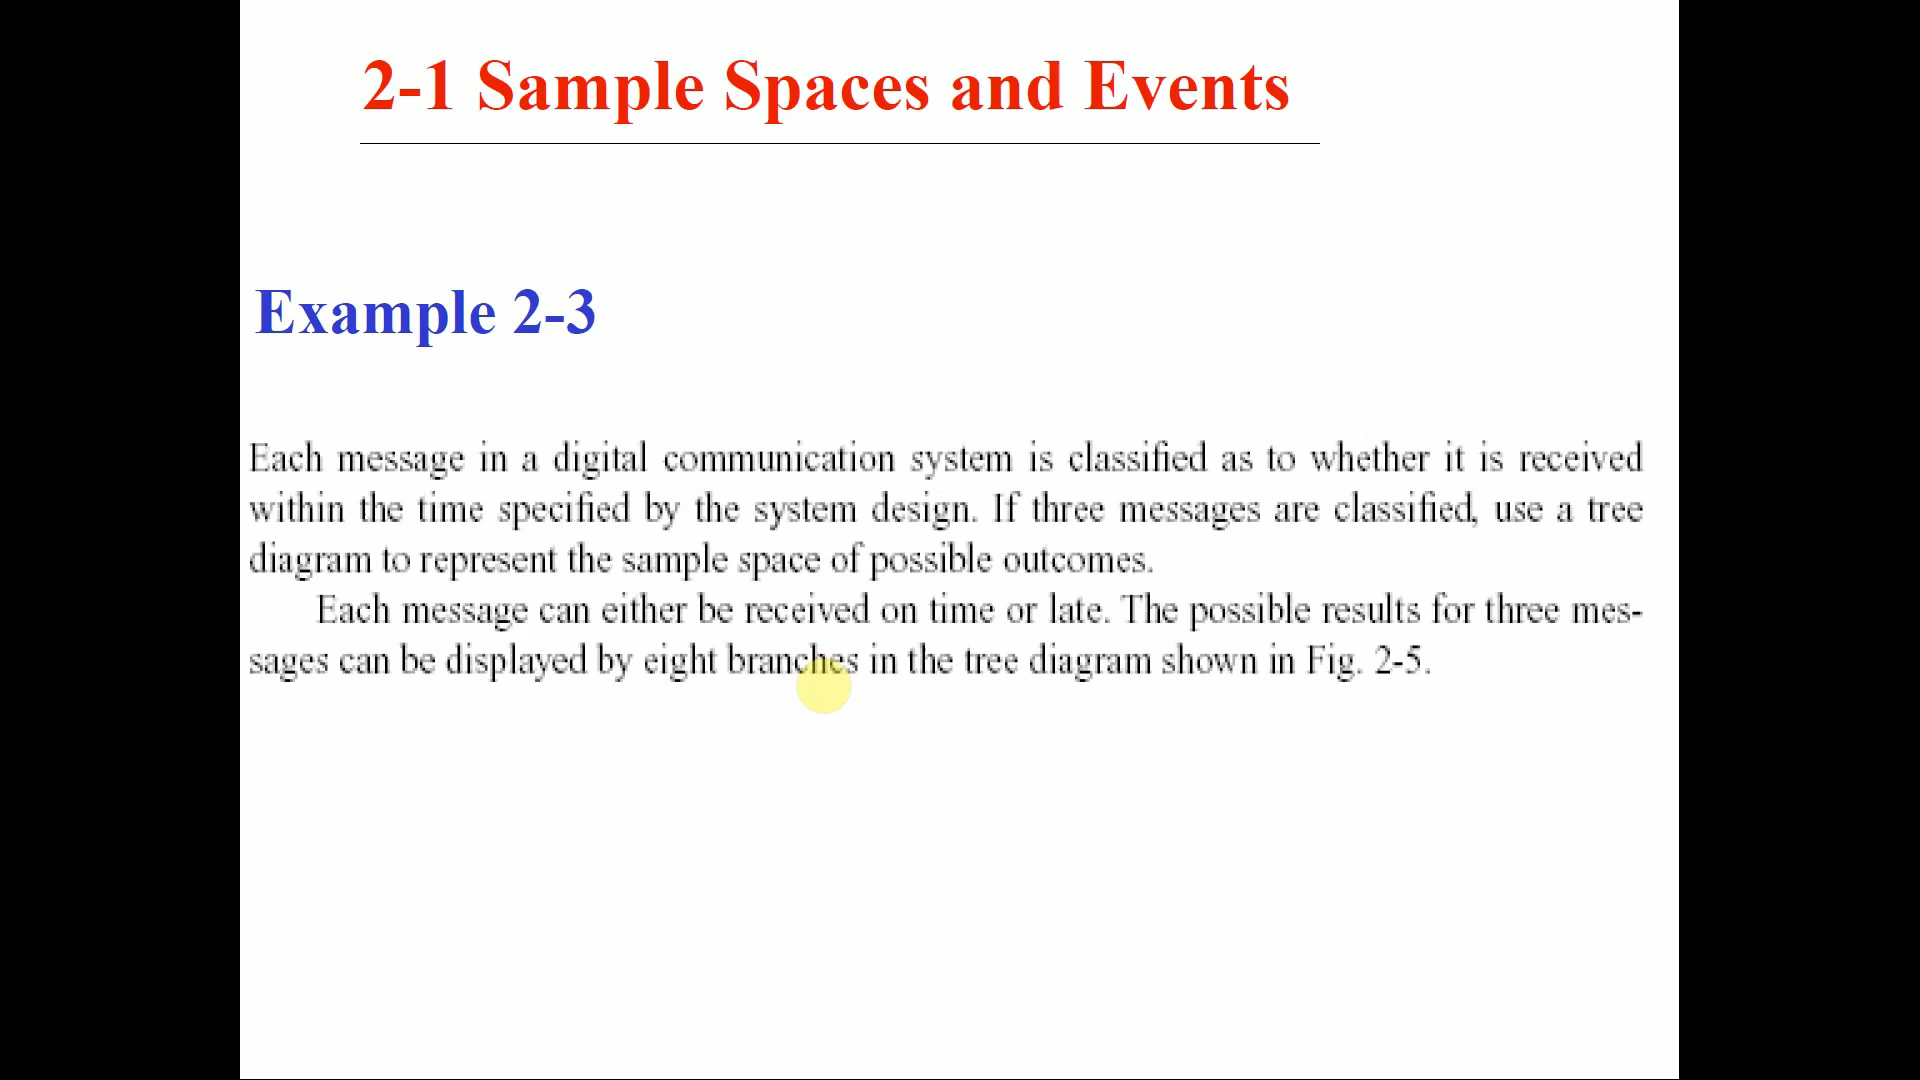 2-1 Sample Spaces and Events
Example 2-3
Each message in a digital communication system is classified as to whether it is received
within the time specified by the system design. If three messages are classified, use a tree
diagram to represent the sample space of possible outcomes.
Each message can either be received on time or late. The possible results for three mes-
sages can be displayed by eight branches in the tree diagram shown in Fig. 2-5.